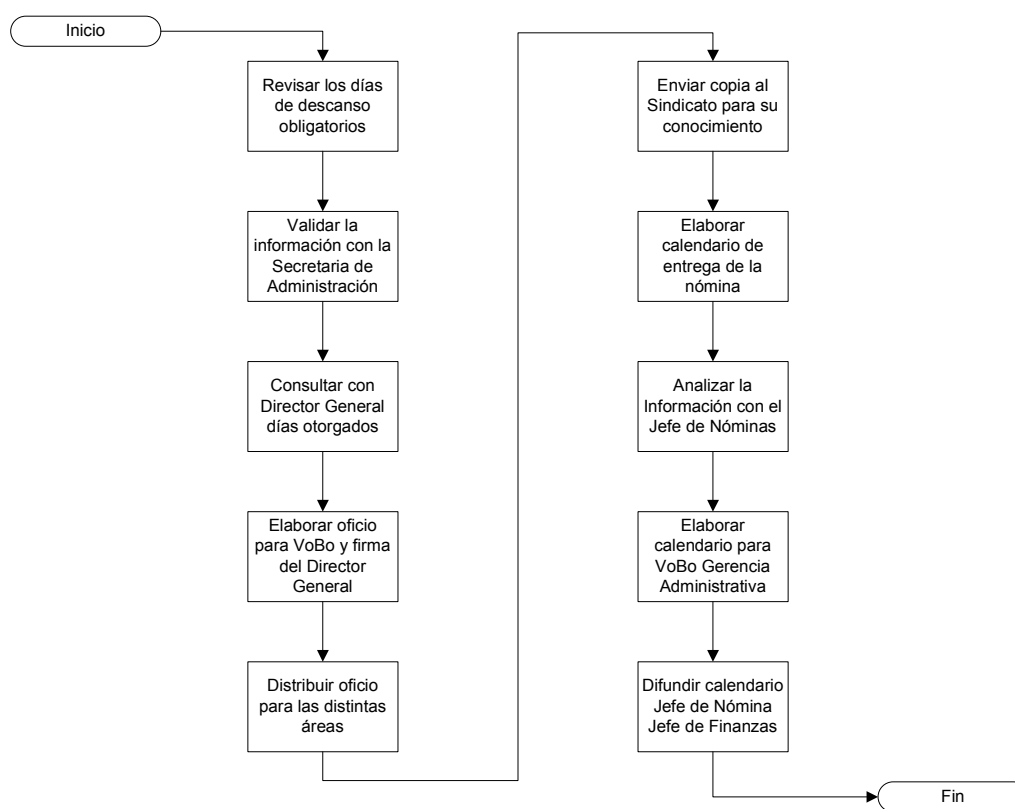 Inicio
Revisar los días
de descanso
obligatorios
Validar la
información con la
Secretaria de
Administración
Consultar con
Director General
días otorgados
Elaborar oficio
para VoBo y firma
del Director
General
Distribuir oficio
para las distintas
áreas
Enviar copia al
Sindicato para su
conocimiento
Elaborar
calendario de
entrega de la
nómina
Analizar la
Información con el
Jefe de Nóminas
Elaborar
calendario para
VoBo Gerencia
Administrativa
Difundir calendario
Jefe de Nómina
Jefe de Finanzas
Fin